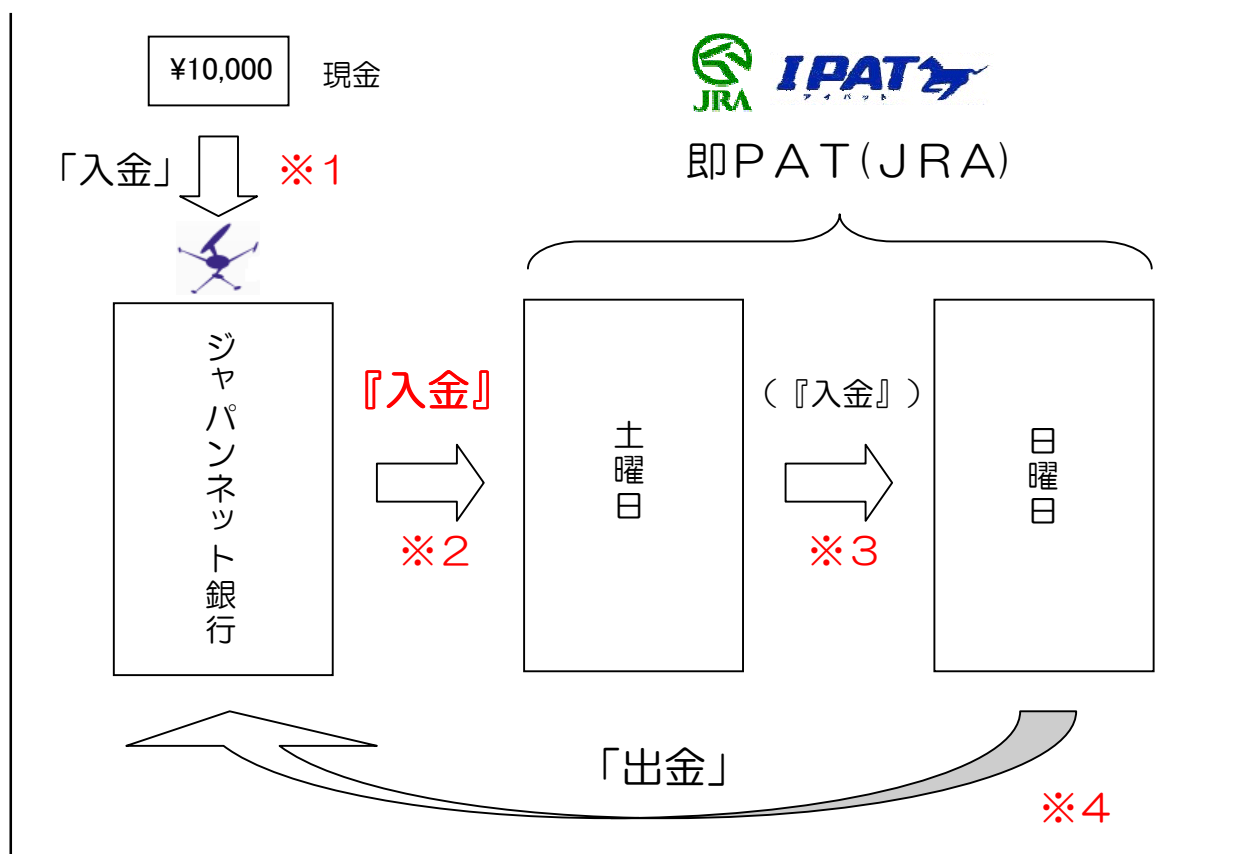 ¥10,000
現金
JRA
IPAT
アイパット
「入金」
※1
即PAT(JRA)
ジャパンネット銀行
『入金』
※2
土曜日
(『入金』)
※3
日曜日
「出金」
※4